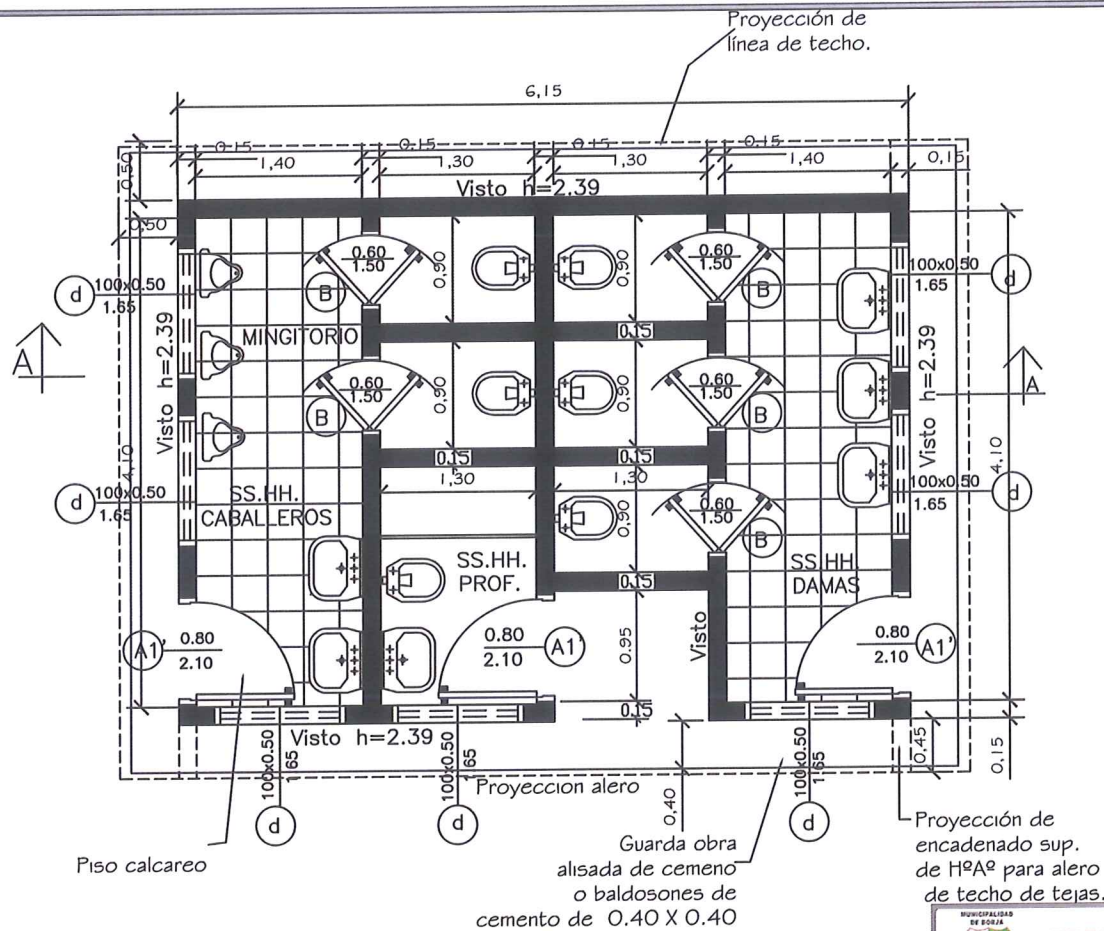 Proyección de
línea de techo.
6,15
0,15
0,15
0,15
0,15
0,50
1,40
1,30
1,30
1,40
0,15
Visto h=2.39
0,50
0.60
1.50
0.60
1.50
0,90
0,90
d
100x0.50
1.65
B
B
100x0.50
1.65
d
MINGITORIO
0,15
A
Visto h=2.39
Visto h=2.39
A
0.60
1.50
0.60
1.50
0,90
0,90
B
B
4,10
4,10
0,15
0,15
d
100x0.50
1.65
1,30
1,30
100x0.50
1.65
d
SS.HH.
CABALLEROS
0.60
1.50
0,90
B
SS.HH.
PROF.
SS.HH.
DAMAS
0,15
A1'
0.80
2.10
0.80
2.10
A1'
0.95
Visto
0.80
2.10
A1'
0,15
Visto h=2.39
100x0.50
1.65
100x0.50
1.65
100x0.50
1.65
0,45
0,15
Proyeccion alero
0,40
d
d
d
Piso calcareo
Guarda obra
alisada de cemeno
o baldosones de
cemento de 0.40 X 0.40
Proyección de
encadenado sup.
de HºAº para alero
de techo de tejas.
MUNICIPALIDAD
DE BORJA